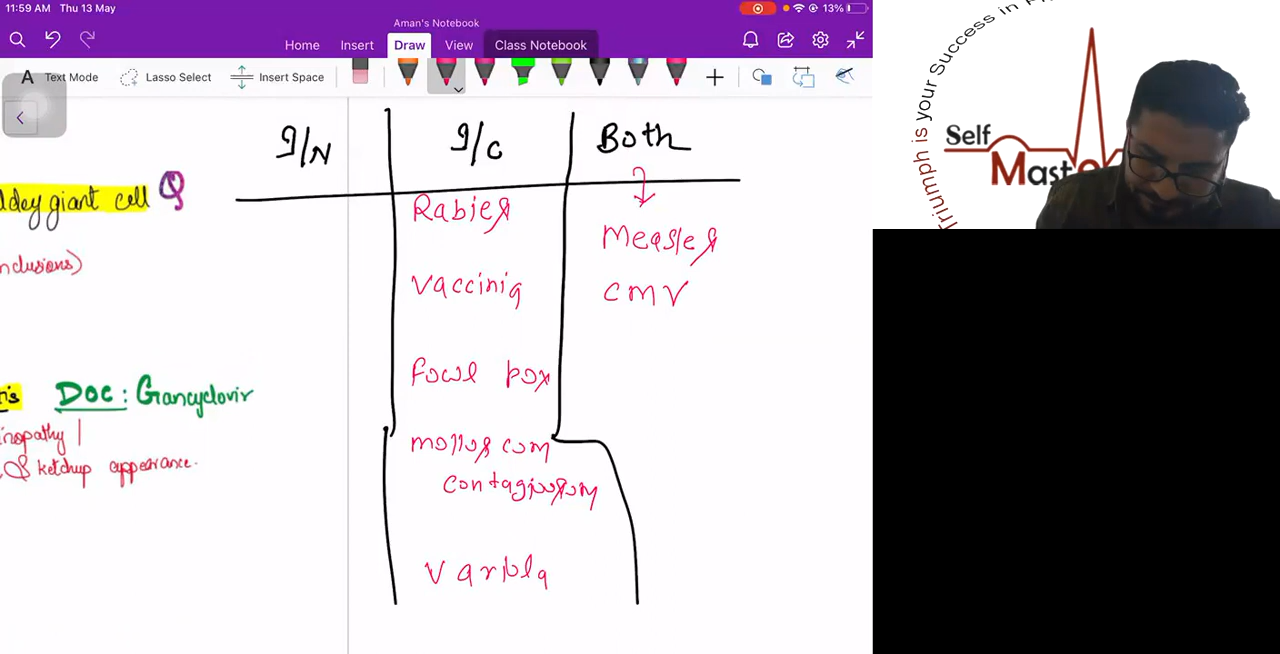 11:59 AM Thu 13 May
13%
Aman's Notebook
Home Insert Draw View Class Notebook
Text Mode Lasso Select Insert Space
I/N I/C Both
giant cell Q
Rabies
Measles
nclusions)
Vaccinia
CMV
Fowl pox
DOC: Gancyclovir
inopathy
molluscum
& ketchup appearance.
contagiousum
Variola
Triumph is your Success in
Self
Mast